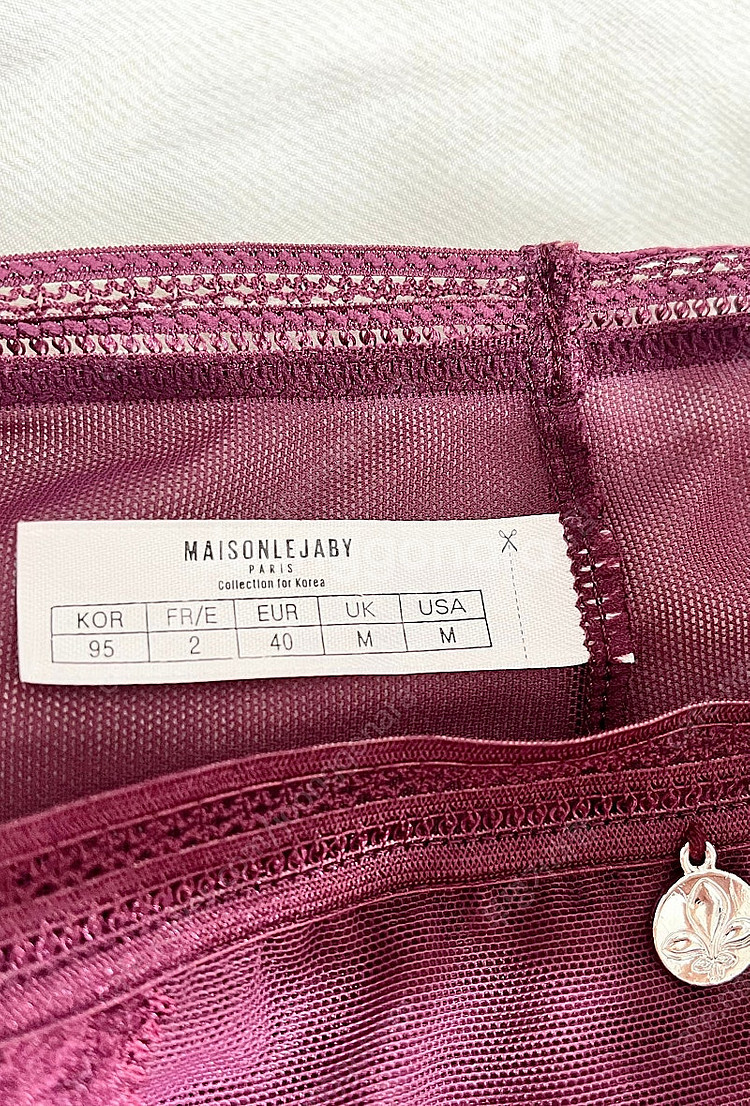 MAISONLEJABY
PARIS
Collection for Korea
KOR FR/E EUR UK USA
95 2 40 M M